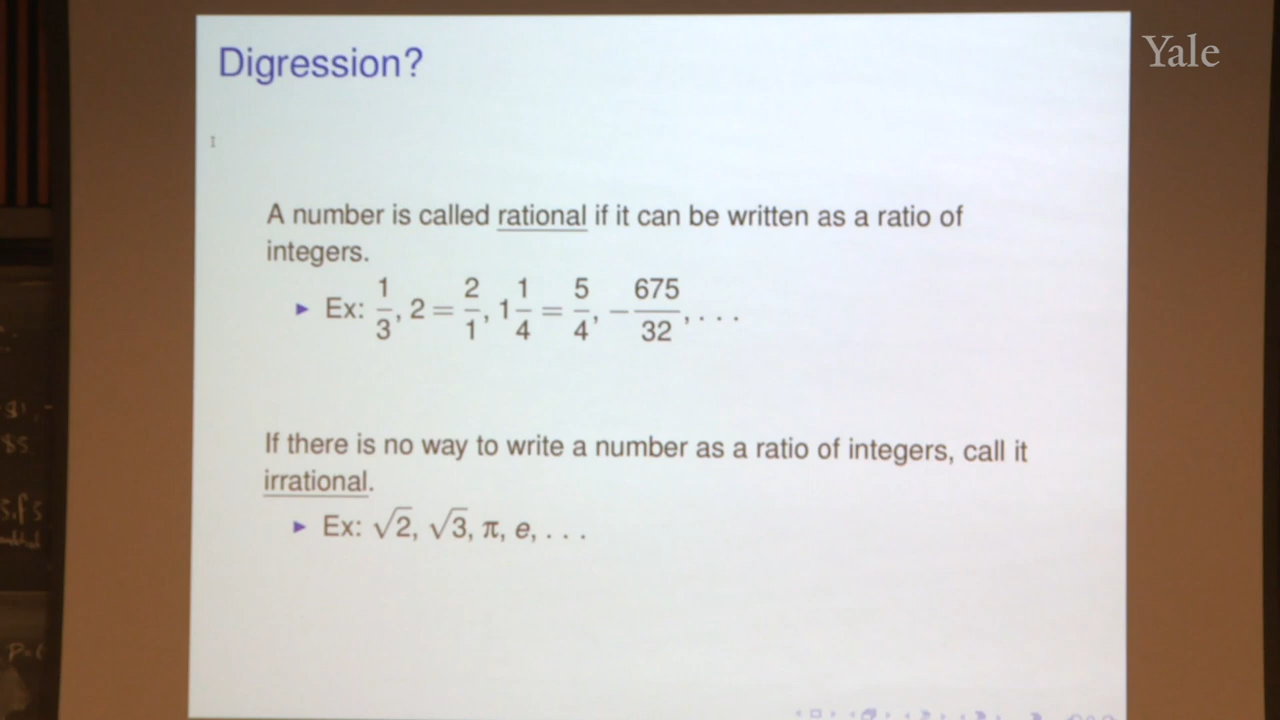 Digression?
Yale
A number is called rational if it can be written as a ratio of
integers.
► Ex: 1/3, 2 = 2/1, 1 1/4 = 5/4, −675/32, . . .
If there is no way to write a number as a ratio of integers, call it
irrational.
► Ex: √2, √3, π, e, . . .